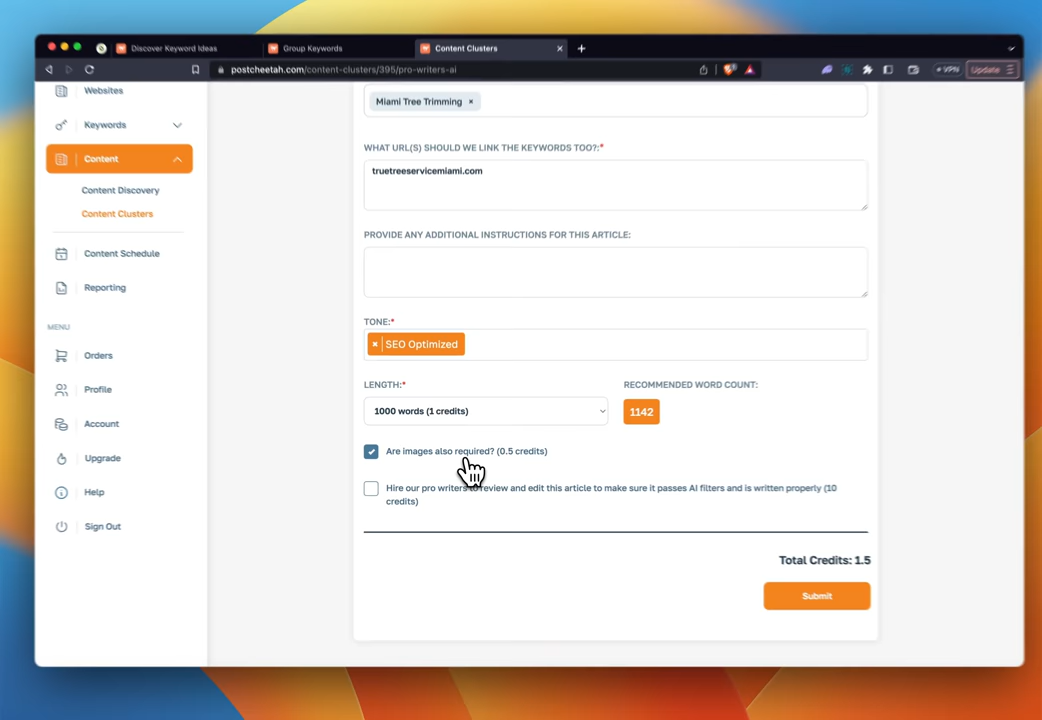 Discover Keyword Ideas
Group Keywords
Content Clusters
postcheetah.com/content-clusters/395/pro-writers-ai
VPN
Update
Websites
Keywords
Content
Content Discovery
Content Clusters
Content Schedule
Reporting
MENU
Orders
Profile
Account
Upgrade
Help
Sign Out
Miami Tree Trimming ×
WHAT URL(S) SHOULD WE LINK THE KEYWORDS TOO?:*
truetreeservicemiami.com
PROVIDE ANY ADDITIONAL INSTRUCTIONS FOR THIS ARTICLE:
TONE:*
× SEO Optimized
LENGTH:*
RECOMMENDED WORD COUNT:
1000 words (1 credits)
1142
Are images also required? (0.5 credits)
Hire our pro writers to review and edit this article to make sure it passes AI filters and is written properly (10
credits)
Total Credits: 1.5
Submit